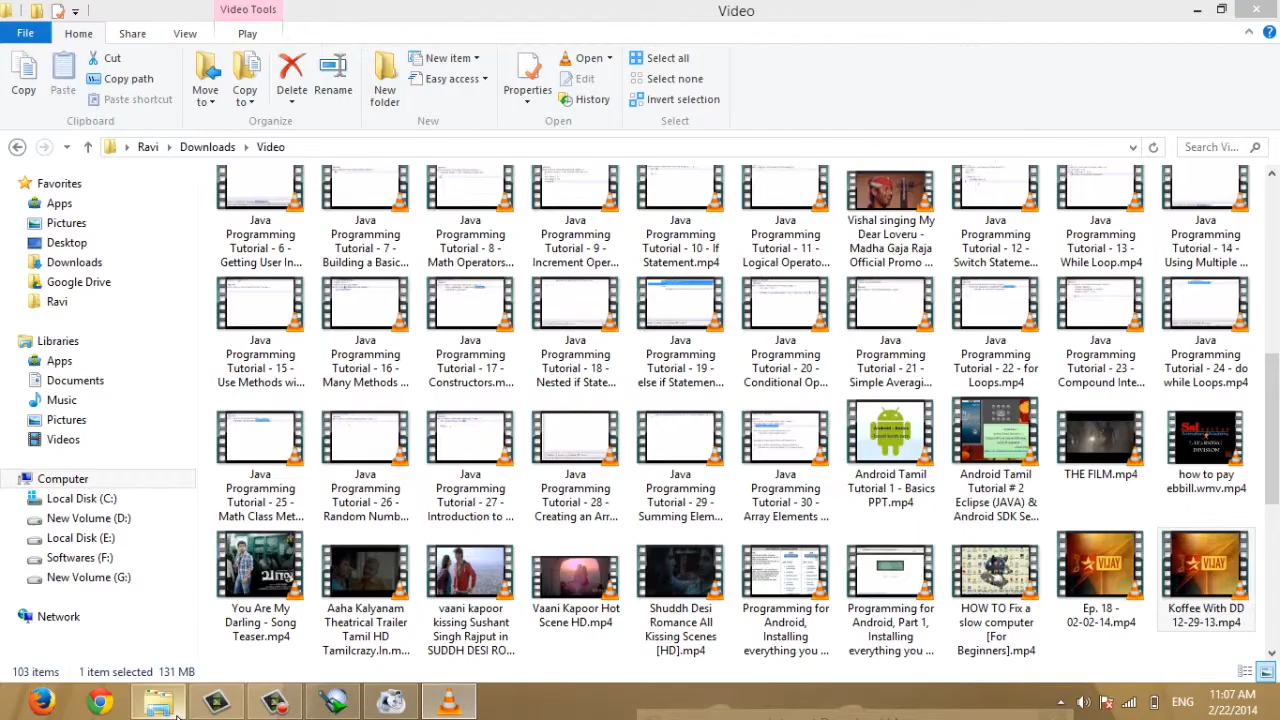 Video Tools
Video
File
Home
Share
View
Play
Copy
Paste
Cut
Copy path
Paste shortcut
Move to
Copy to
Delete
Rename
New folder
New item
Easy access
Properties
Open
Edit
History
Select all
Select none
Invert selection
Clipboard
Organize
New
Open
Select
Ravi
Downloads
Video
Search Vi...
Favorites
Apps
Pictures
Desktop
Downloads
Google Drive
Ravi
Libraries
Apps
Documents
Music
Pictures
Videos
Computer
Local Disk (C:)
New Volume (D:)
Local Disk (E:)
Softwares (F:)
New Volume (G:)
Network
Java
Programming
Tutorial - 6 -
Getting User In...
Java
Programming
Tutorial - 7 -
Building a Basic...
Java
Programming
Tutorial - 8 -
Math Operators...
Java
Programming
Tutorial - 9 -
Increment Oper...
Java
Programming
Tutorial - 10 - If
Statement.mp4
Java
Programming
Tutorial - 11 -
Logical Operato...
Vishal singing My
Dear Loveru -
Madha Gaja Raja
Official Promo ...
Java
Programming
Tutorial - 12 -
Switch Stateme...
Java
Programming
Tutorial - 13 -
While Loop.mp4
Java
Programming
Tutorial - 14 -
Using Multiple ...
Java
Programming
Tutorial - 15 -
Use Methods wi...
Java
Programming
Tutorial - 16 -
Many Methods ...
Java
Programming
Tutorial - 17 -
Constructors.m...
Java
Programming
Tutorial - 18 -
Nested if State...
Java
Programming
Tutorial - 19 -
else if Statemen...
Java
Programming
Tutorial - 20 -
Conditional Op...
Java
Programming
Tutorial - 21 -
Simple Averagi...
Java
Programming
Tutorial - 22 - for
Loops.mp4
Java
Programming
Tutorial - 23 -
Compound Inte...
Java
Programming
Tutorial - 24 - do
while Loops.mp4
Java
Programming
Tutorial - 25 -
Math Class Met...
Java
Programming
Tutorial - 26 -
Random Numb...
Java
Programming
Tutorial - 27 -
Introduction to ...
Java
Programming
Tutorial - 28 -
Creating an Arr...
Java
Programming
Tutorial - 29 -
Summing Elem...
Java
Programming
Tutorial - 30 -
Array Elements ...
Android Tamil
Tutorial 1 - Basics
PPT.mp4
Android Tamil
Tutorial # 2
Eclipse (JAVA) &
Android SDK Se...
THE FILM.mp4
how to pay
ebbill.wmv.mp4
VIJAY
VIJAY
You Are My
Darling - Song
Teaser.mp4
Aaha Kalyanam
Theatrical Trailer
Tamil HD
Tamilcrazy.In.m...
vaani kapoor
kissing Sushant
Singh Rajput in
SUDDH DESI RO...
Vaani Kapoor Hot
Scene HD.mp4
Shuddh Desi
Romance All
Kissing Scenes
[HD].mp4
Programming for
Android,
Installing
everything you ...
Programming for
Android, Part 1,
Installing
everything you ...
HOW TO Fix a
slow computer
[For
Beginners].mp4
Ep. 18 -
02-02-14.mp4
Koffee With DD
12-29-13.mp4
103 items
1 item selected 131 MB
ENG
11:07 AM
2/22/2014